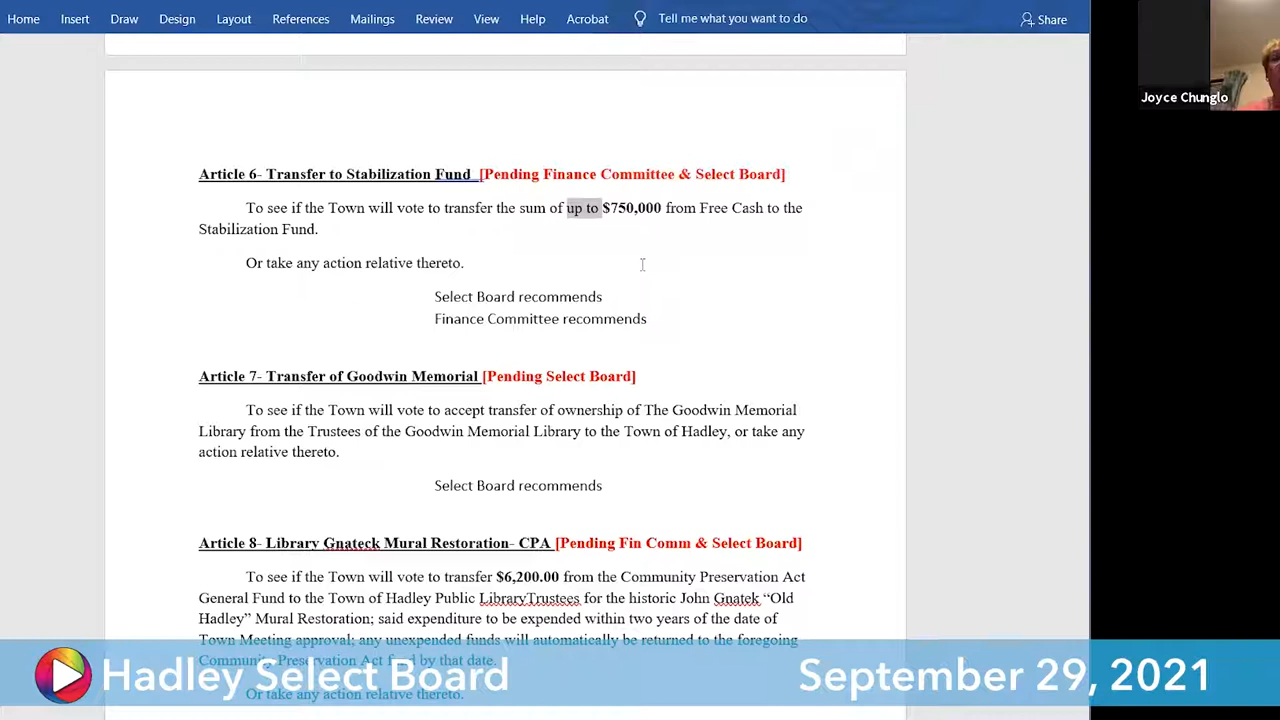 Home Insert Draw Design Layout References Mailings Review View Help Acrobat Tell me what you want to do Share
Joyce Chunglo
Article 6- Transfer to Stabilization Fund [Pending Finance Committee & Select Board]
To see if the Town will vote to transfer the sum of up to $750,000 from Free Cash to the
Stabilization Fund.
Or take any action relative thereto.
Select Board recommends
Finance Committee recommends
Article 7- Transfer of Goodwin Memorial [Pending Select Board]
To see if the Town will vote to accept transfer of ownership of The Goodwin Memorial
Library from the Trustees of the Goodwin Memorial Library to the Town of Hadley, or take any
action relative thereto.
Select Board recommends
Article 8- Library Gnateck Mural Restoration- CPA [Pending Fin Comm & Select Board]
To see if the Town will vote to transfer $6,200.00 from the Community Preservation Act
General Fund to the Town of Hadley Public LibraryTrustees for the historic John Gnatek “Old
Hadley” Mural Restoration; said expenditure to be expended within two years of the date of
Town Meeting approval; any unexpended funds will automatically be returned to the foregoing
Community Preservation Act fund by that date.
Or take any action relative thereto.
Hadley Select Board
September 29, 2021